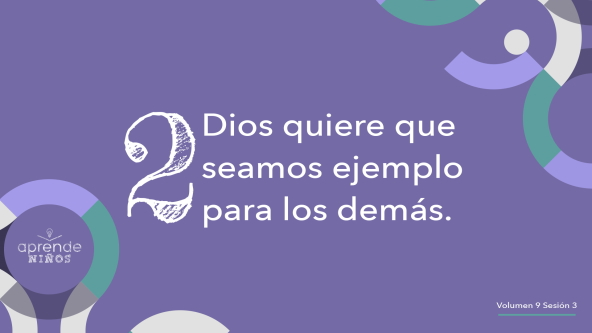 2
Dios quiere que
seamos ejemplo
para los demás.
aprende
NIÑOS
Volumen 9 Sesión 3